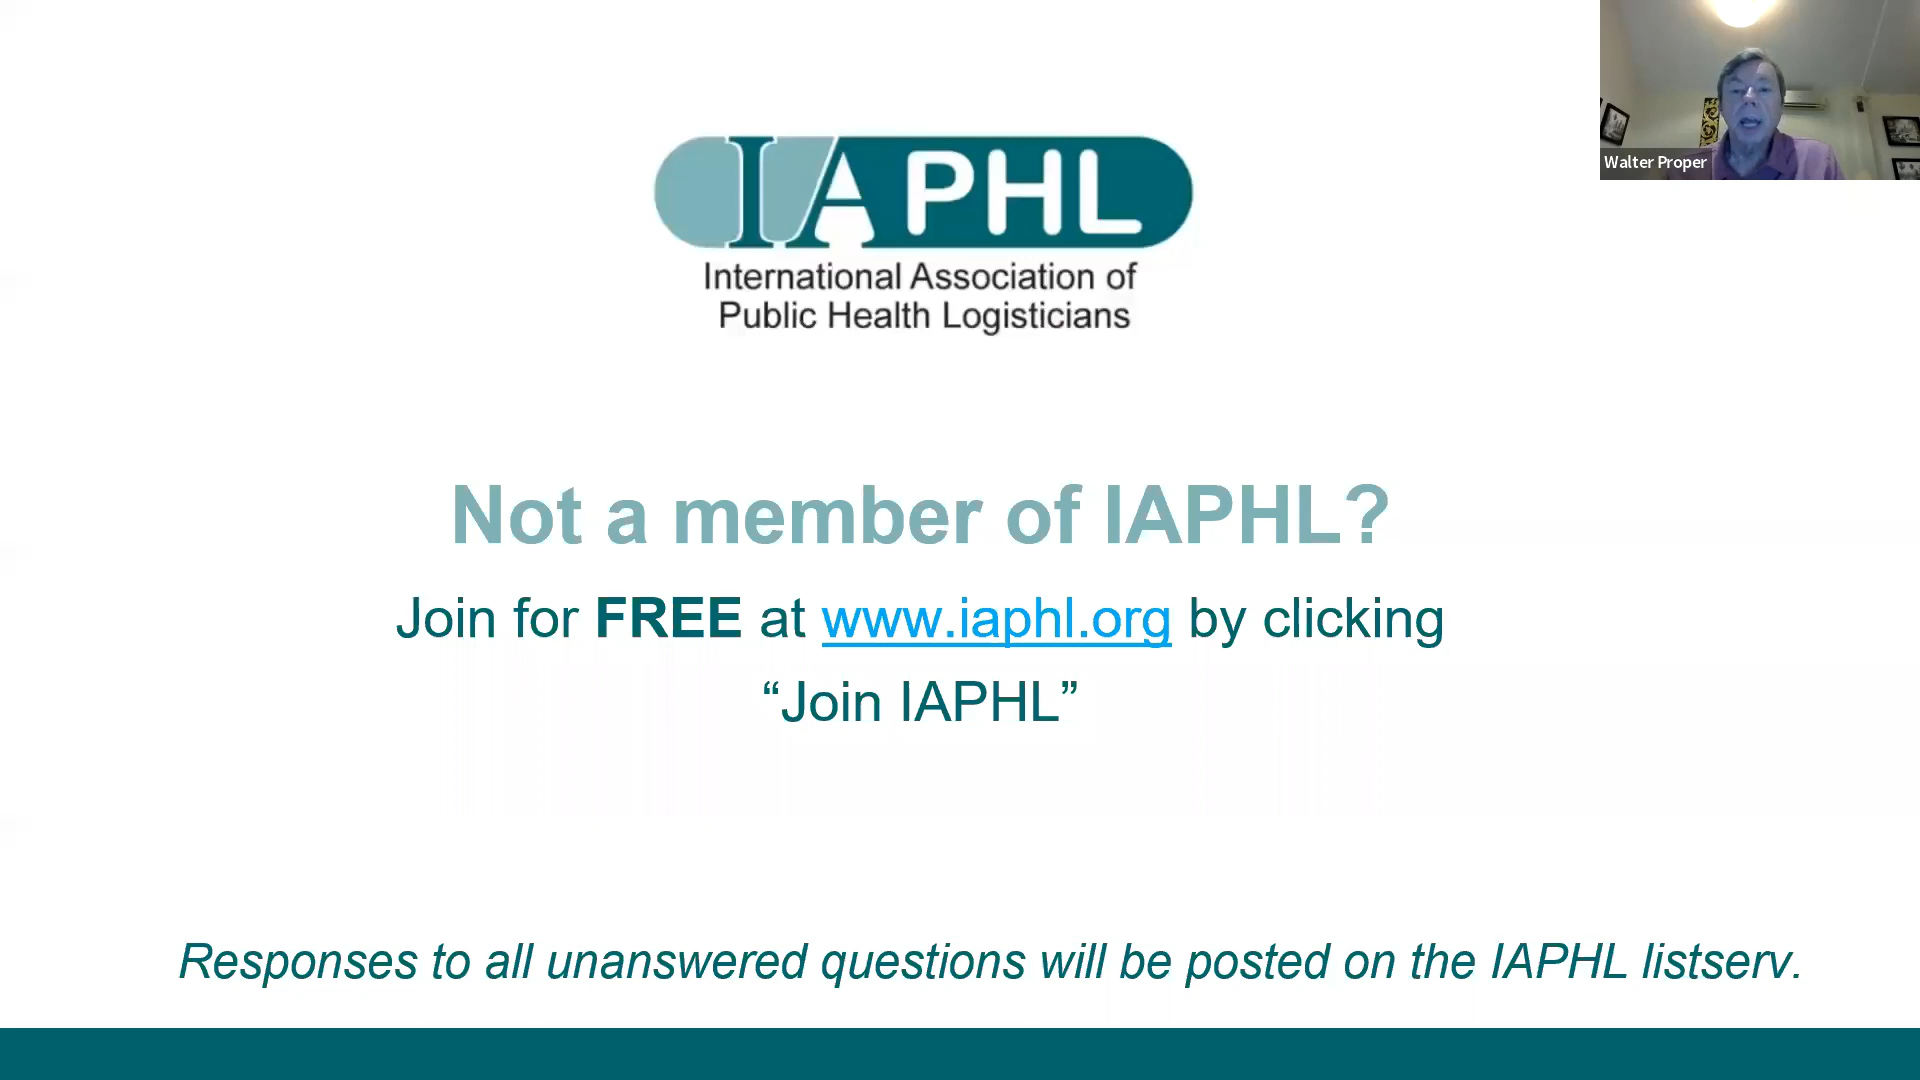 IAPHL
International Association of
Public Health Logisticians
Walter Proper
Not a member of IAPHL?
Join for FREE at www.iaphl.org by clicking
“Join IAPHL”
Responses to all unanswered questions will be posted on the IAPHL listserv.